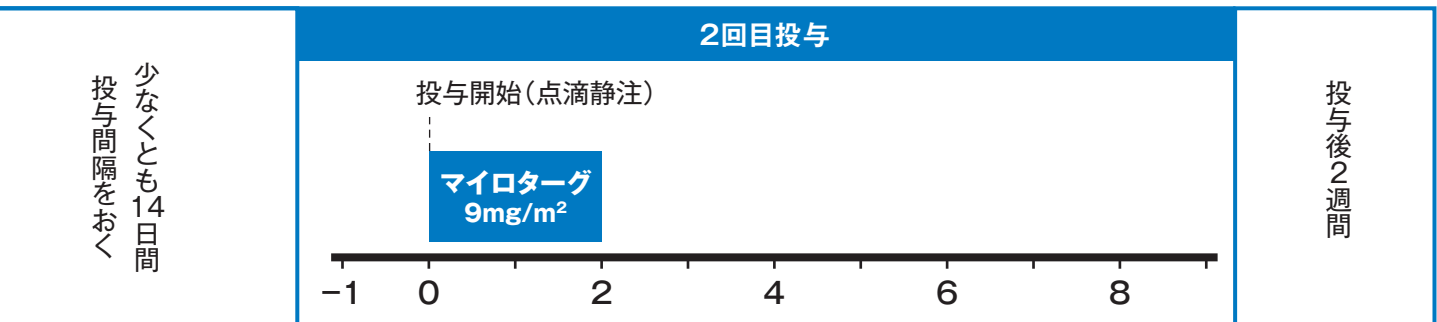 少なくとも14日間
投与間隔をおく
2回目投与
投与開始（点滴静注）
マイロターグ
9mg/m²
−1 0 2 4 6 8
投与後2週間